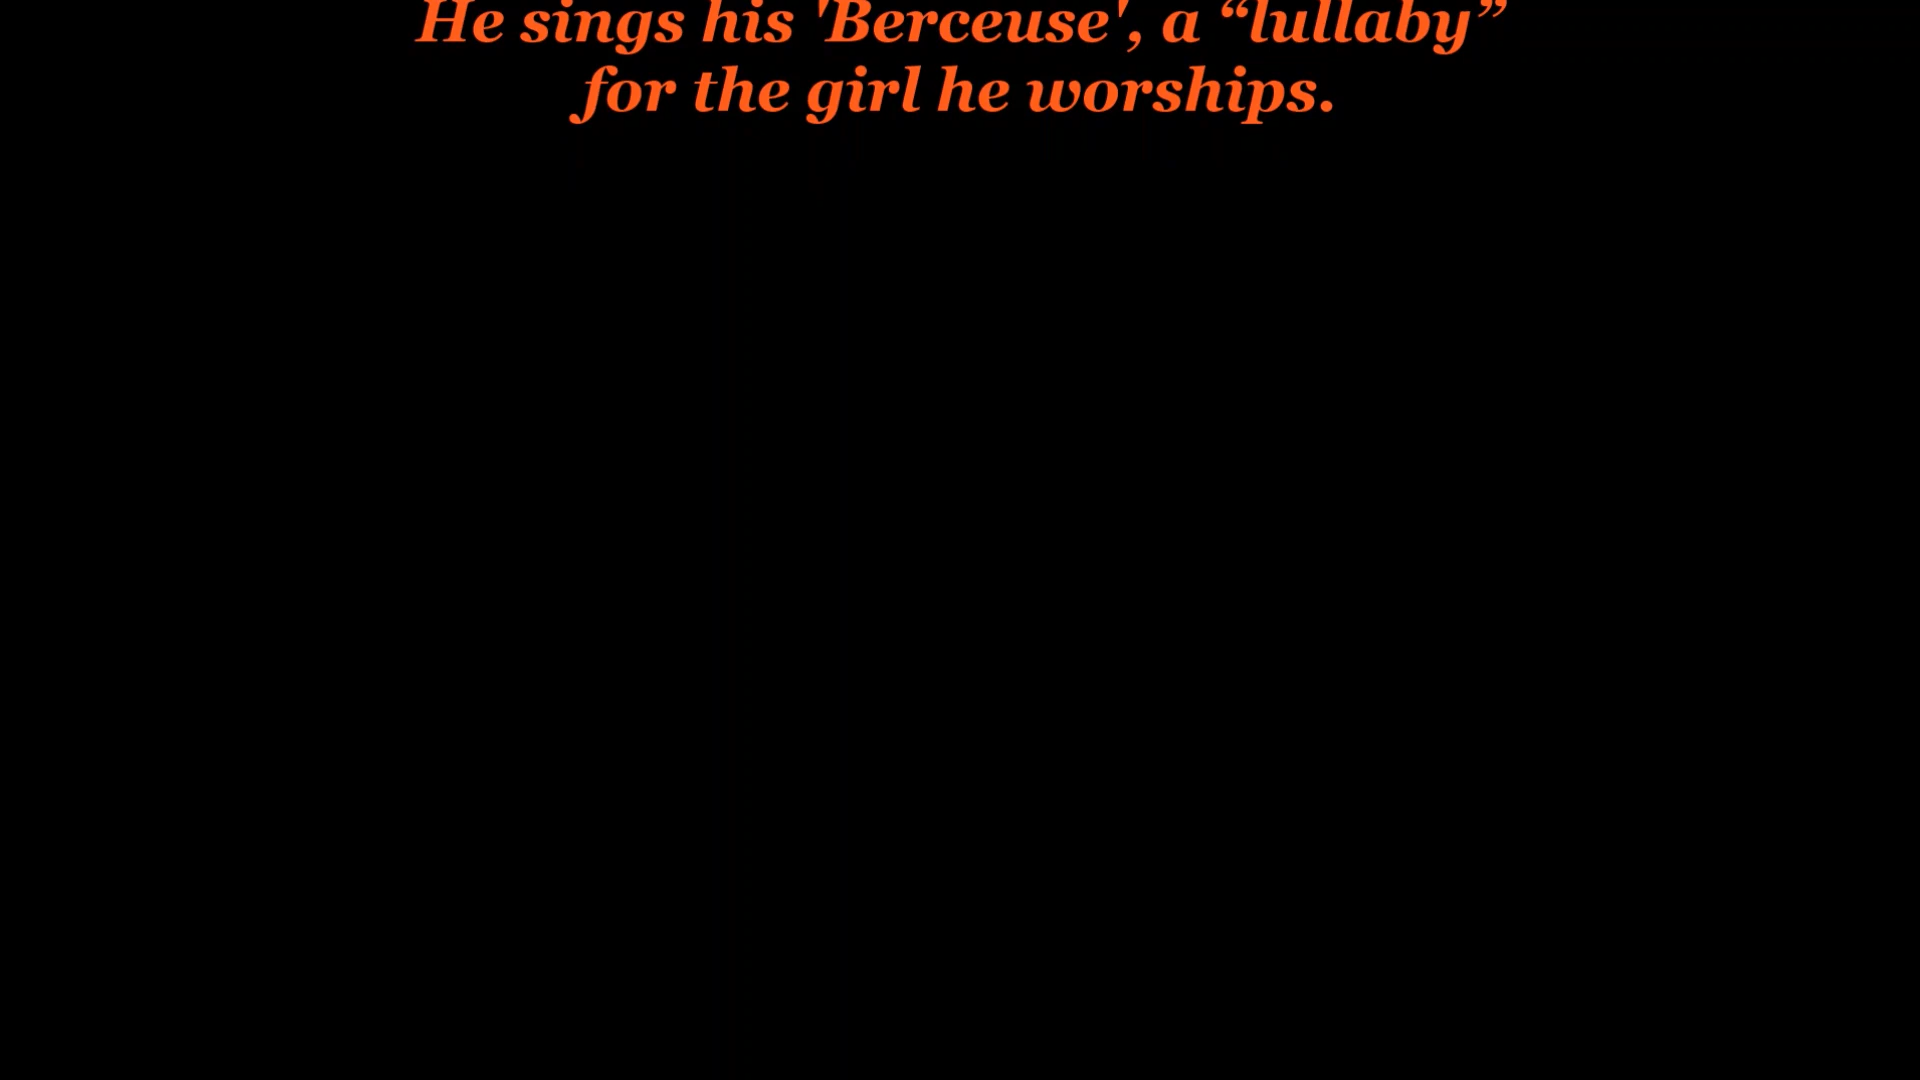 He sings his 'Berceuse', a “lullaby”
for the girl he worships.